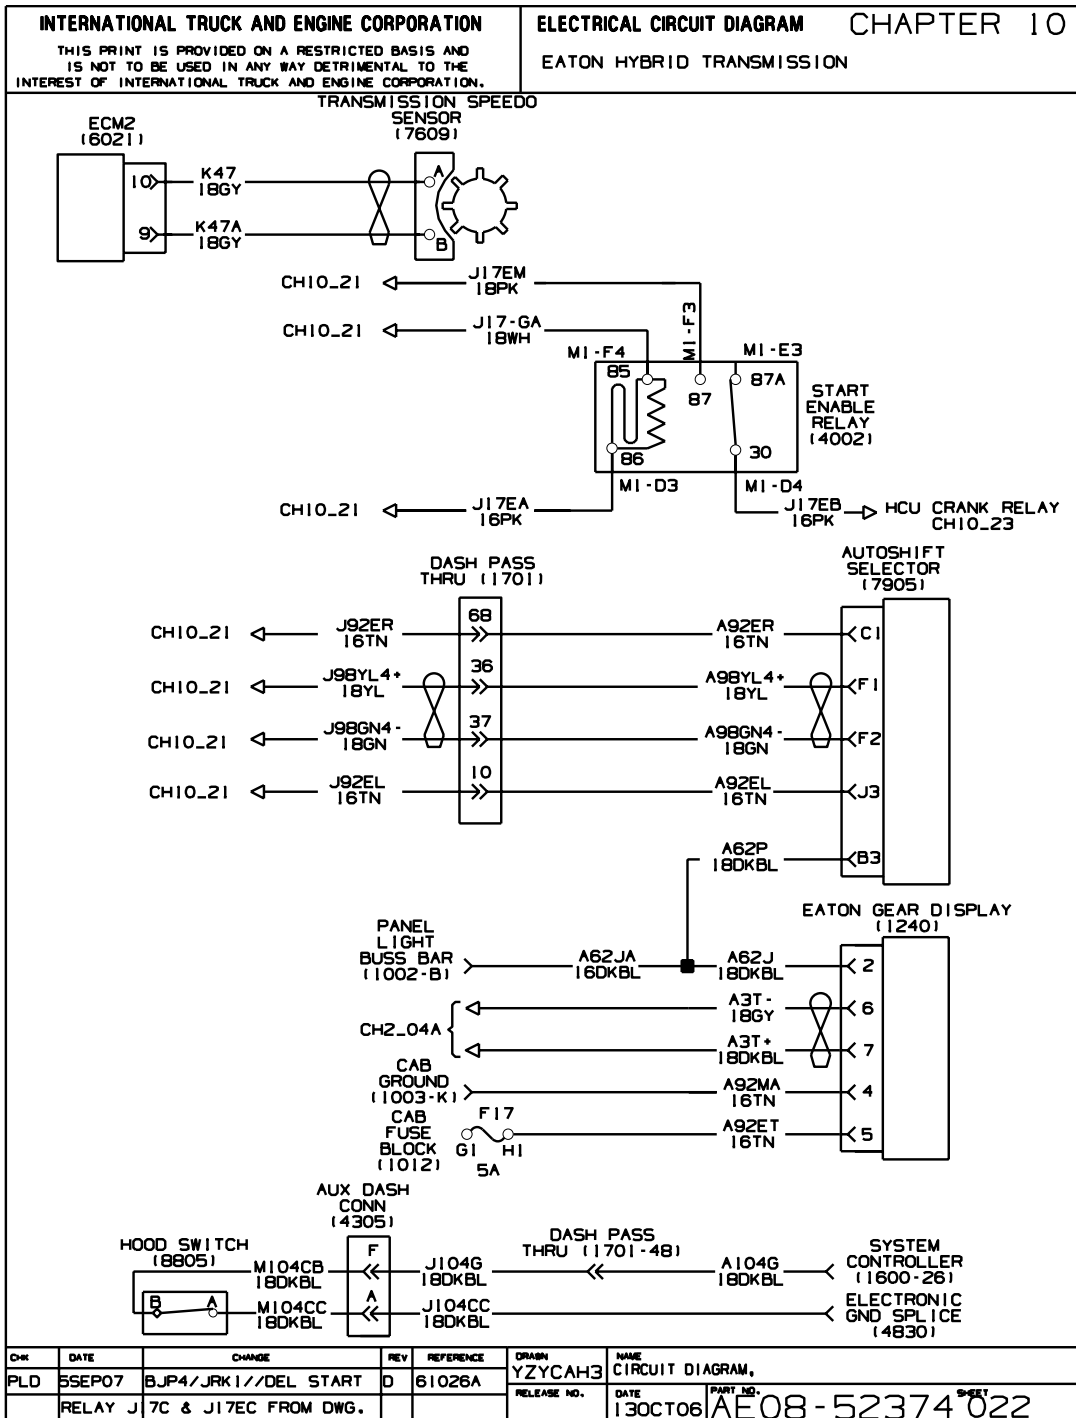 INTERNATIONAL TRUCK AND ENGINE CORPORATION
THIS PRINT IS PROVIDED ON A RESTRICTED BASIS AND
IS NOT TO BE USED IN ANY WAY DETRIMENTAL TO THE
INTEREST OF INTERNATIONAL TRUCK AND ENGINE CORPORATION.
ELECTRICAL CIRCUIT DIAGRAM
CHAPTER 10
EATON HYBRID TRANSMISSION
TRANSMISSION SPEEDO
SENSOR
(7609)
ECM2
(6021)
10
K47
18GY
A
9
K47A
18GY
B
CH10_21
J17EM
18PK
CH10_21
J17-GA
18WH
M1-F3
M1-F4
M1-E3
85
87
87A
86
30
START
ENABLE
RELAY
(4002)
M1-D3
M1-D4
CH10_21
J17EA
16PK
J17EB
16PK
HCU CRANK RELAY
CH10_23
DASH PASS
THRU (1701)
AUTOSHIFT
SELECTOR
(7905)
CH10_21
J92ER
16TN
68
A92ER
16TN
C1
CH10_21
J98YL4+
18YL
36
A98YL4+
18YL
F1
CH10_21
J98GN4-
18GN
37
A98GN4-
18GN
F2
CH10_21
J92EL
16TN
10
A92EL
16TN
J3
A62P
18DKBL
B3
EATON GEAR DISPLAY
(1240)
PANEL
LIGHT
BUSS BAR
(1002-B)
A62JA
16DKBL
A62J
18DKBL
2
CH2_04A
A3T-
18GY
6
A3T+
18DKBL
7
CAB
GROUND
(1003-K)
A92MA
16TN
4
CAB
FUSE
BLOCK
(1012)
F17
G1
H1
5A
A92ET
16TN
5
AUX DASH
CONN
(4305)
HOOD SWITCH
(8805)
B
A
M104CB
18DKBL
F
J104G
18DKBL
DASH PASS
THRU (1701-48)
A104G
18DKBL
SYSTEM
CONTROLLER
(1600-26)
M104CC
18DKBL
A
J104CC
18DKBL
ELECTRONIC
GND SPLICE
(4830)
CHK
DATE
CHANGE
REV
REFERENCE
PLD
5SEP07
BJP4/JRK1//DEL START
D
61026A
RELAY J17C & J17EC FROM DWG.
DRAWN
YZYCAH3
NAME
CIRCUIT DIAGRAM,
RELEASE NO.
DATE
13OCT06
PART NO.
AE08-52374
SHEET
022